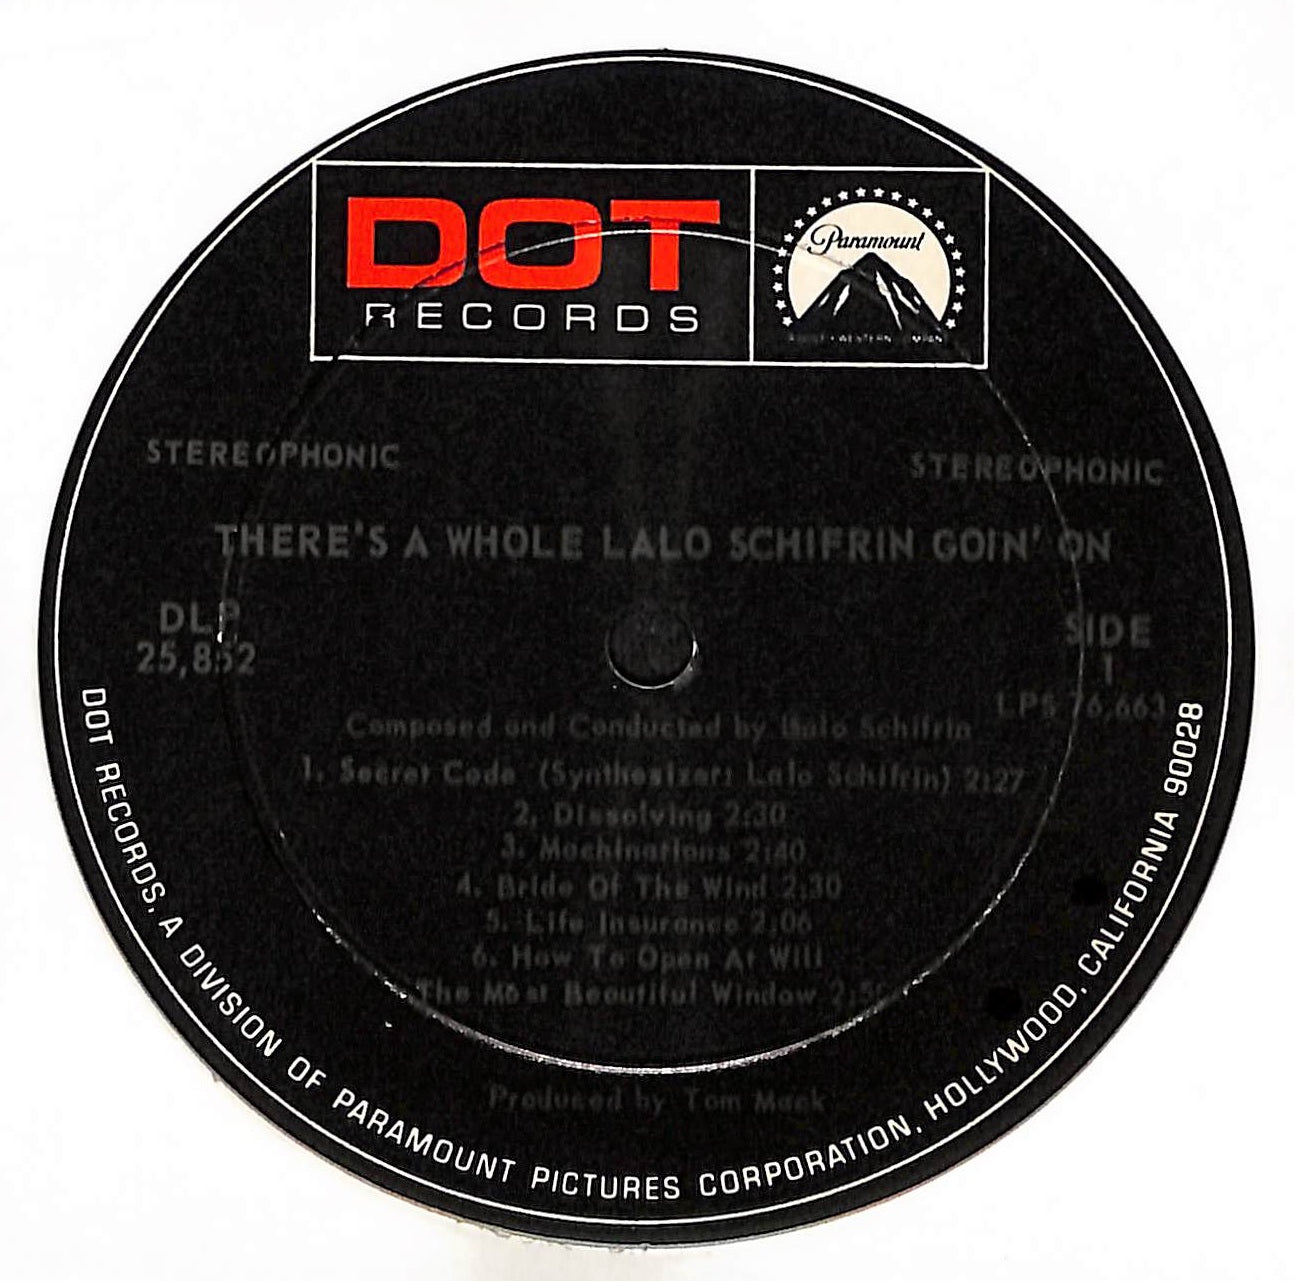 DOT
RECORDS
Paramount
STEREOPHONIC
STEREOPHONIC
THERE'S A WHOLE LALO SCHIFRIN GOIN' ON
DLP
25,852
SIDE
1
LPS 76,663
Composed and Conducted by Lalo Schifrin
1. Secret Code (Synthesizer: Lalo Schifrin) 2:27
2. Dissolving 2:30
3. Machinations 2:40
4. Bride Of The Wind 2:30
5. Life Insurance 2:06
6. How To Open At Will
The Most Beautiful Window
Produced by Tom Mack
DOT RECORDS, A DIVISION OF PARAMOUNT PICTURES CORPORATION, HOLLYWOOD, CALIFORNIA 90028